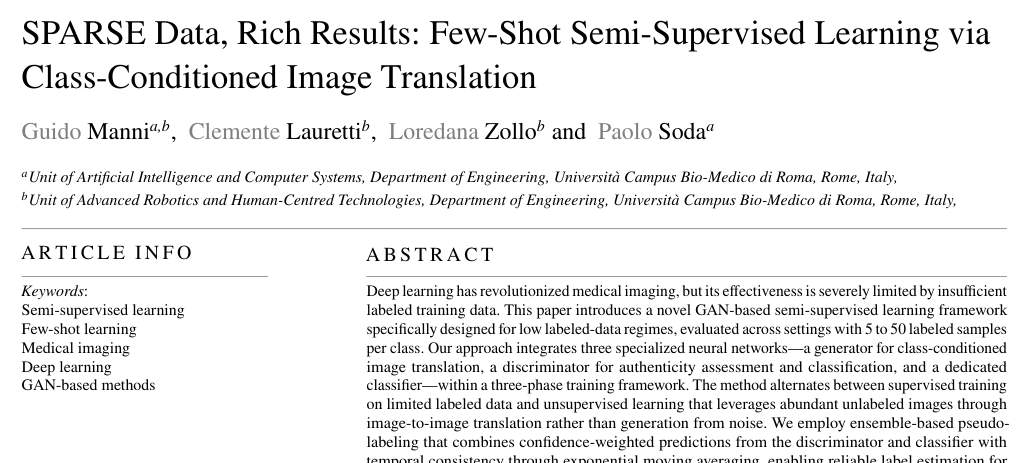 SPARSE Data, Rich Results: Few-Shot Semi-Supervised Learning via
Class-Conditioned Image Translation
Guido Manni^{a,b}, Clemente Lauretti^b, Loredana Zollo^b and Paolo Soda^a
^aUnit of Artificial Intelligence and Computer Systems, Department of Engineering, Università Campus Bio-Medico di Roma, Rome, Italy,
^bUnit of Advanced Robotics and Human-Centred Technologies, Department of Engineering, Università Campus Bio-Medico di Roma, Rome, Italy,
ARTICLE INFO
Keywords:
Semi-supervised learning
Few-shot learning
Medical imaging
Deep learning
GAN-based methods
ABSTRACT
Deep learning has revolutionized medical imaging, but its effectiveness is severely limited by insufficient
labeled training data. This paper introduces a novel GAN-based semi-supervised learning framework
specifically designed for low labeled-data regimes, evaluated across settings with 5 to 50 labeled samples
per class. Our approach integrates three specialized neural networks—a generator for class-conditioned
image translation, a discriminator for authenticity assessment and classification, and a dedicated
classifier—within a three-phase training framework. The method alternates between supervised training
on limited labeled data and unsupervised learning that leverages abundant unlabeled images through
image-to-image translation rather than generation from noise. We employ ensemble-based pseudo-
labeling that combines confidence-weighted predictions from the discriminator and classifier with
temporal consistency through exponential moving averaging, enabling reliable label estimation for